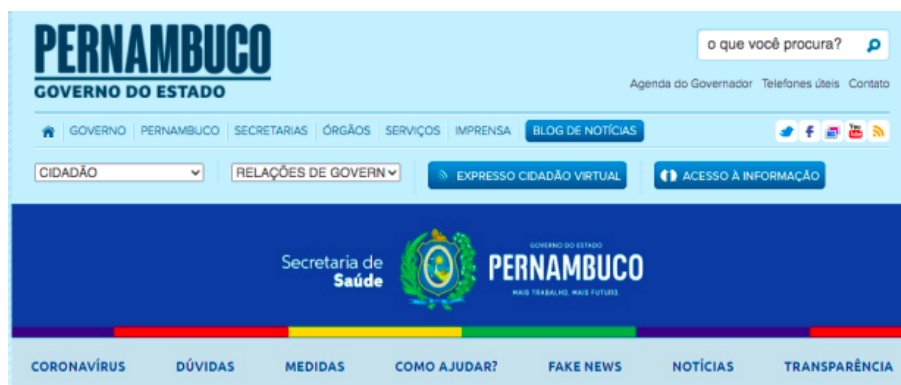 PERNAMBUCO
GOVERNO DO ESTADO
o que você procura?
Agenda do Governador Telefones úteis Contato
GOVERNO PERNAMBUCO SECRETARIAS ÓRGÃOS SERVIÇOS IMPRENSA BLOG DE NOTÍCIAS
CIDADÃO RELAÇÕES DE GOVERN EXPRESSO CIDADÃO VIRTUAL ACESSO À INFORMAÇÃO
Secretaria de
Saúde
GOVERNO DO ESTADO
PERNAMBUCO
MAIS TRABALHO, MAIS FUTURO.
CORONAVÍRUS DÚVIDAS MEDIDAS COMO AJUDAR? FAKE NEWS NOTÍCIAS TRANSPARÊNCIA